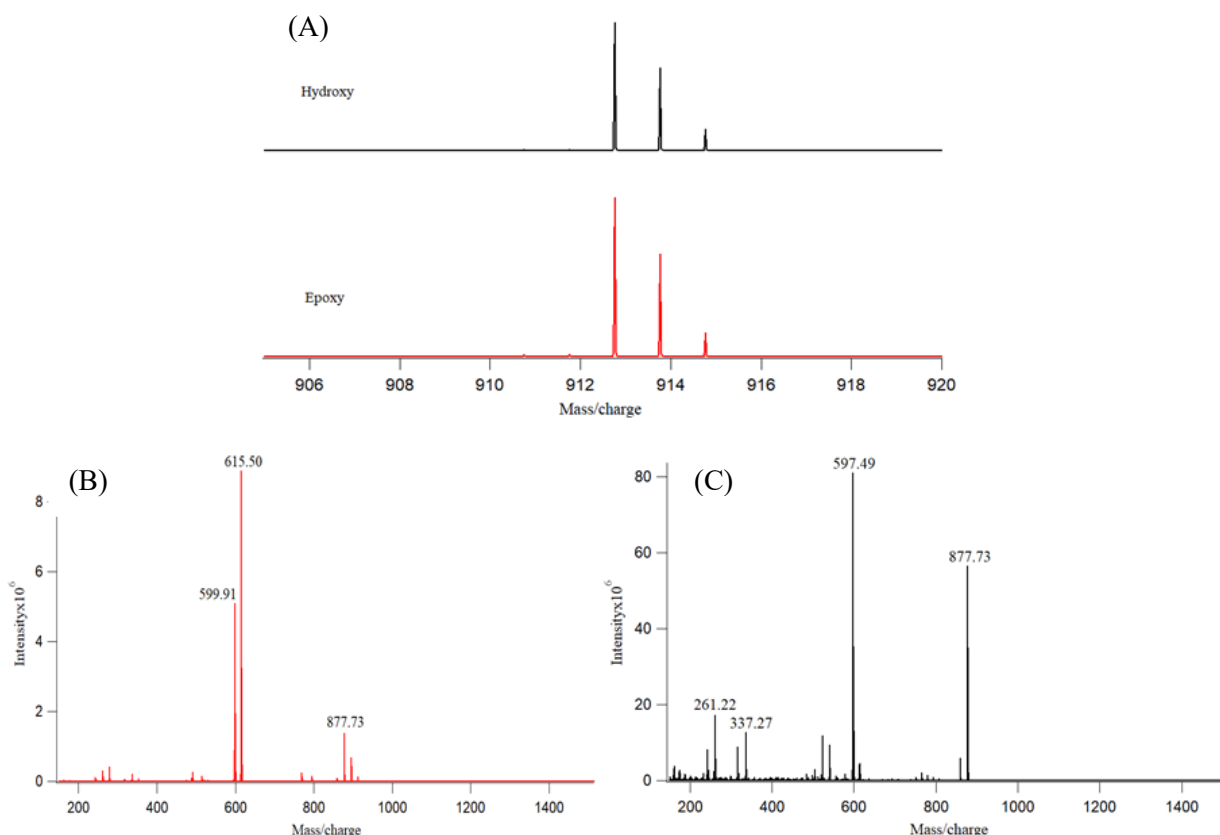 (A)
Hydroxy
Epoxy
906 908 910 912 914 916 918 920
Mass/charge
(B)
615.50
599.91
877.73
8
6
4
2
0
Intensityx10^6
200 400 600 800 1000 1200 1400
Mass/charge
(C)
597.49
877.73
261.22
337.27
80
60
40
20
0
Intensityx10^6
200 400 600 800 1000 1200 1400
Mass/charge